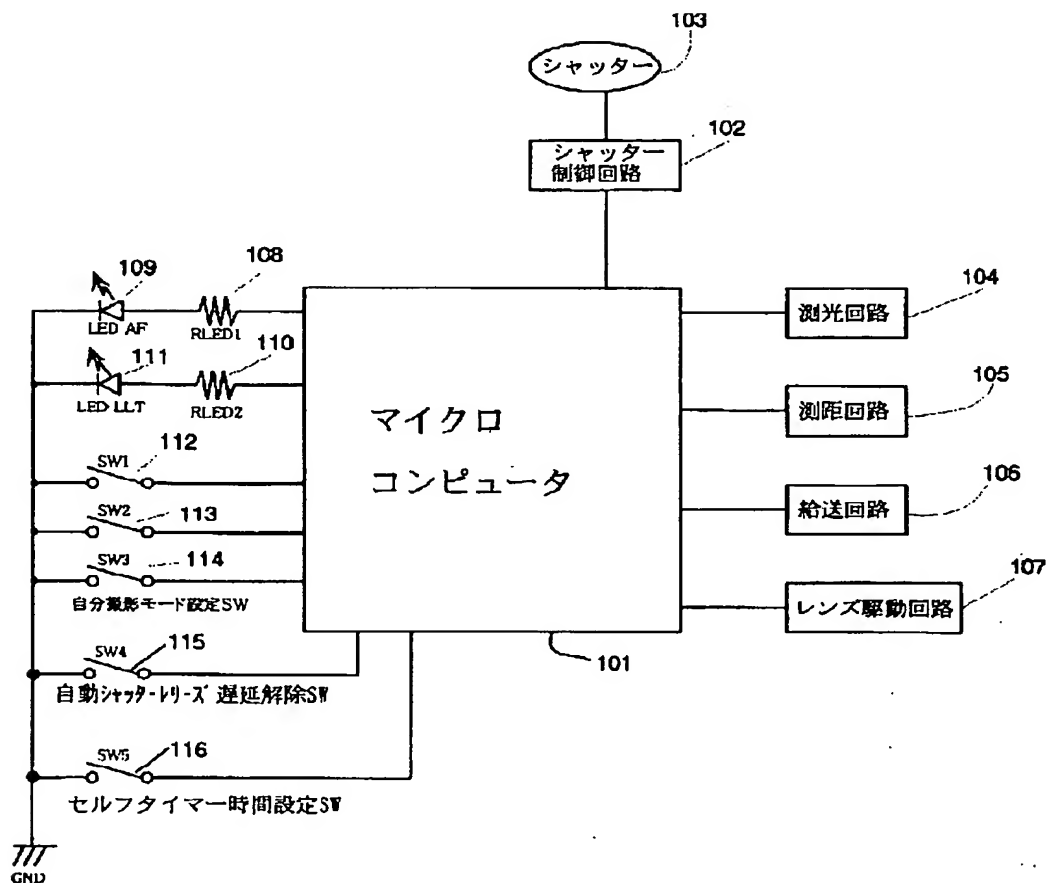 103
シャッター
102
シャッター
制御回路
109
108
LED AF
RLED1
104
測光回路
111
110
LED LLT
RLED2
105
測距回路
マイクロ
コンピュータ
112
SW1
106
給送回路
SW2
113
SW3
114
自分撮影モード設定SW
107
レンズ駆動回路
101
SW4
115
自動シャッターレリーズ 遅延解除SW
SW5
116
セルフタイマー時間設定SW
GND